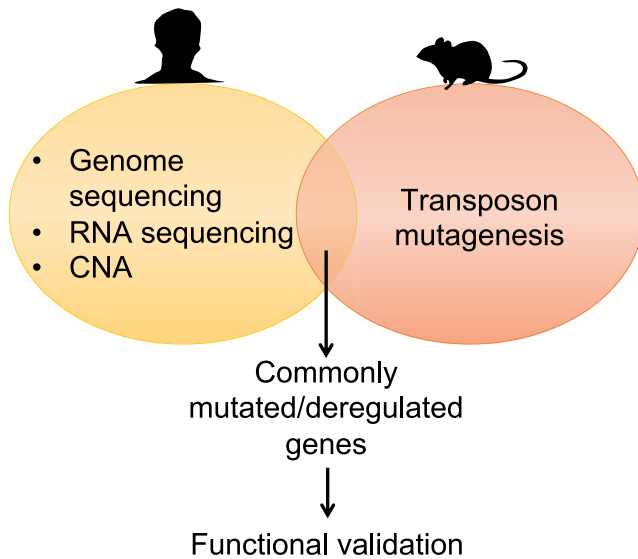 • Genome
sequencing
• RNA sequencing
• CNA
Transposon
mutagenesis
Commonly
mutated/deregulated
genes
Functional validation